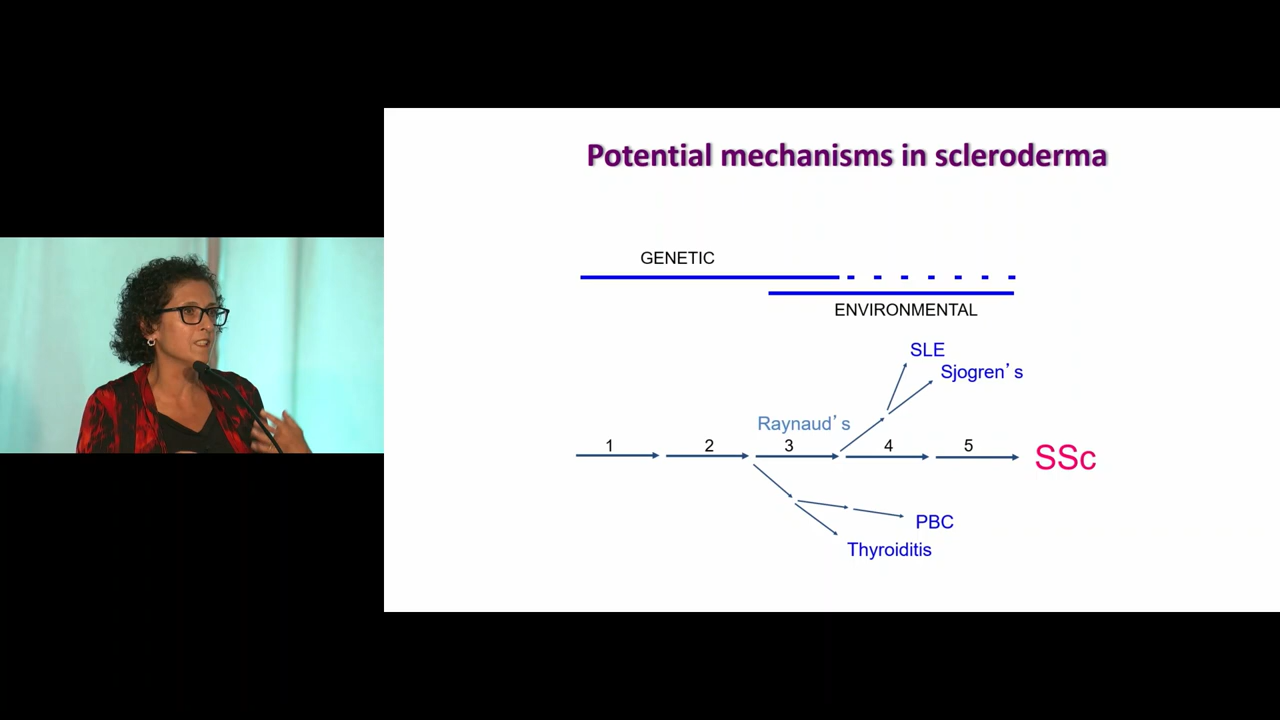 Potential mechanisms in scleroderma
GENETIC
ENVIRONMENTAL
SLE
Sjogren's
Raynaud's
1 2 3 4 5 SSc
PBC
Thyroiditis